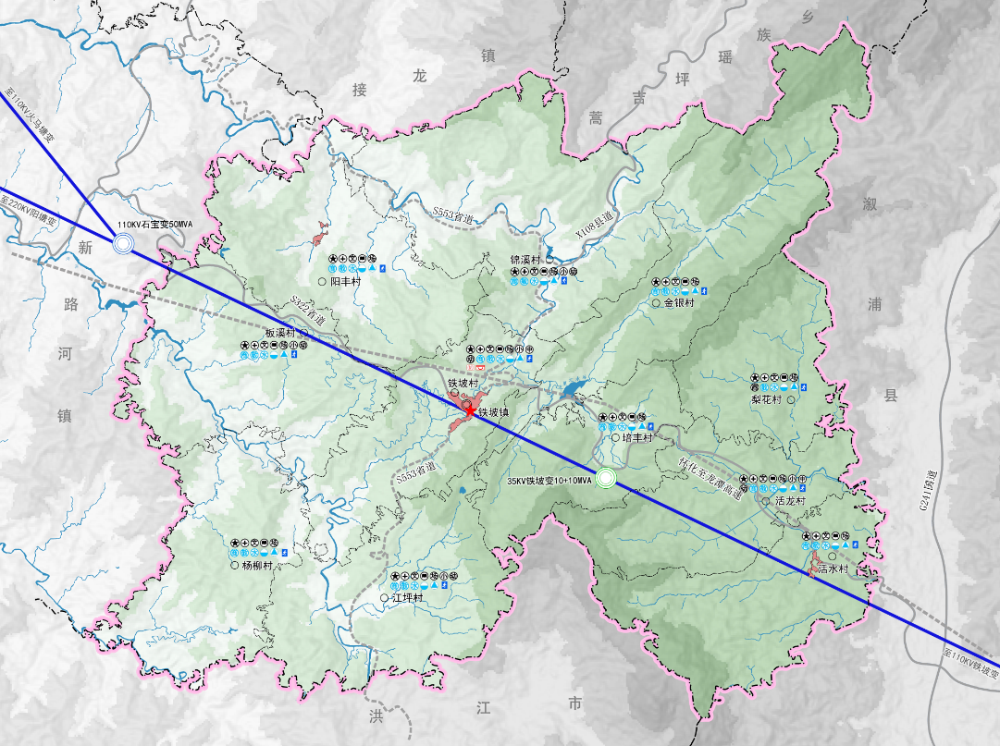 乡
族
瑶
坪
吉
蒿
镇
龙
接
至110KV火马塘变
至220KV阳塘变
110KV石宝变50MVA
新
路
河
镇
溆
浦
县
S553省道
X108县道
锦溪村
阳丰村
金银村
S322省道
板溪村
铁坡村
铁坡镇
梨花村
培丰村
S553省道
35KV铁坡变10+10MVA
怀化至龙潭高速
G241国道
活龙村
活水村
杨柳村
江坪村
至110KV铁坡变
洪
江
市